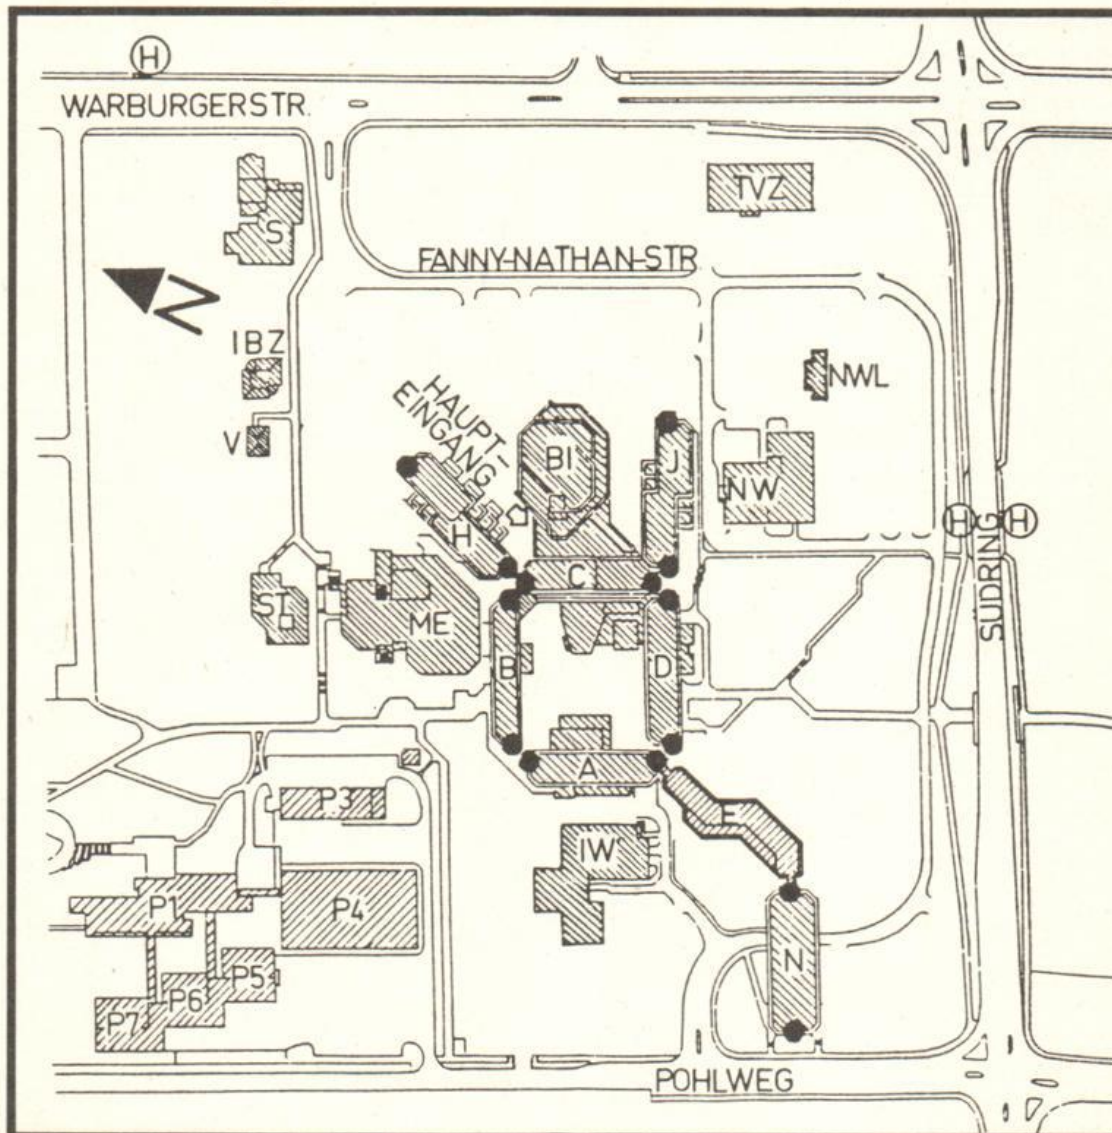 H
WARBURGERSTR.
TVZ
S
FANNY-NATHAN-STR
N
IBZ
NWL
HAUPT-
EINGANG
V
BI
J
NW
H
H
H
C
ST
ME
SÜDRING
B
D
A
P3
F
IW
P1
P4
N
P5
P6
P7
POHLWEG